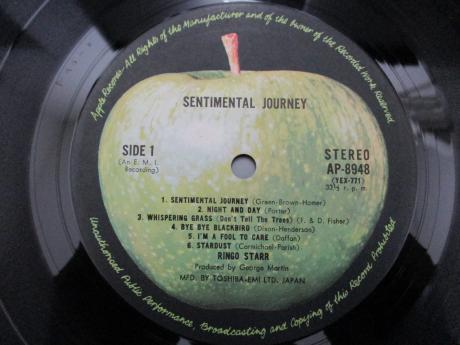 Apple Records-All Rights of the Manufacturer and of the Owner of the Recorded Work Reserved
SENTIMENTAL JOURNEY
SIDE 1
(An E. M. I. Recording)
STEREO
AP-8948
(YEX-771)
33⅓ r. p. m.
1. SENTIMENTAL JOURNEY (Green-Brown-Homer)
2. NIGHT AND DAY (Porter)
3. WHISPERING GRASS (Don't Tell The Trees) (F. & D. Fisher)
4. BYE BYE BLACKBIRD (Dixon-Henderson)
5. I'M A FOOL TO CARE (Daffan)
6. STARDUST (Carmichael-Parish)
RINGO STARR
Produced by George Martin
MFD. BY TOSHIBA-EMI LTD. JAPAN
Unauthorised Public Performance, Broadcasting and Copying of this Record Prohibited